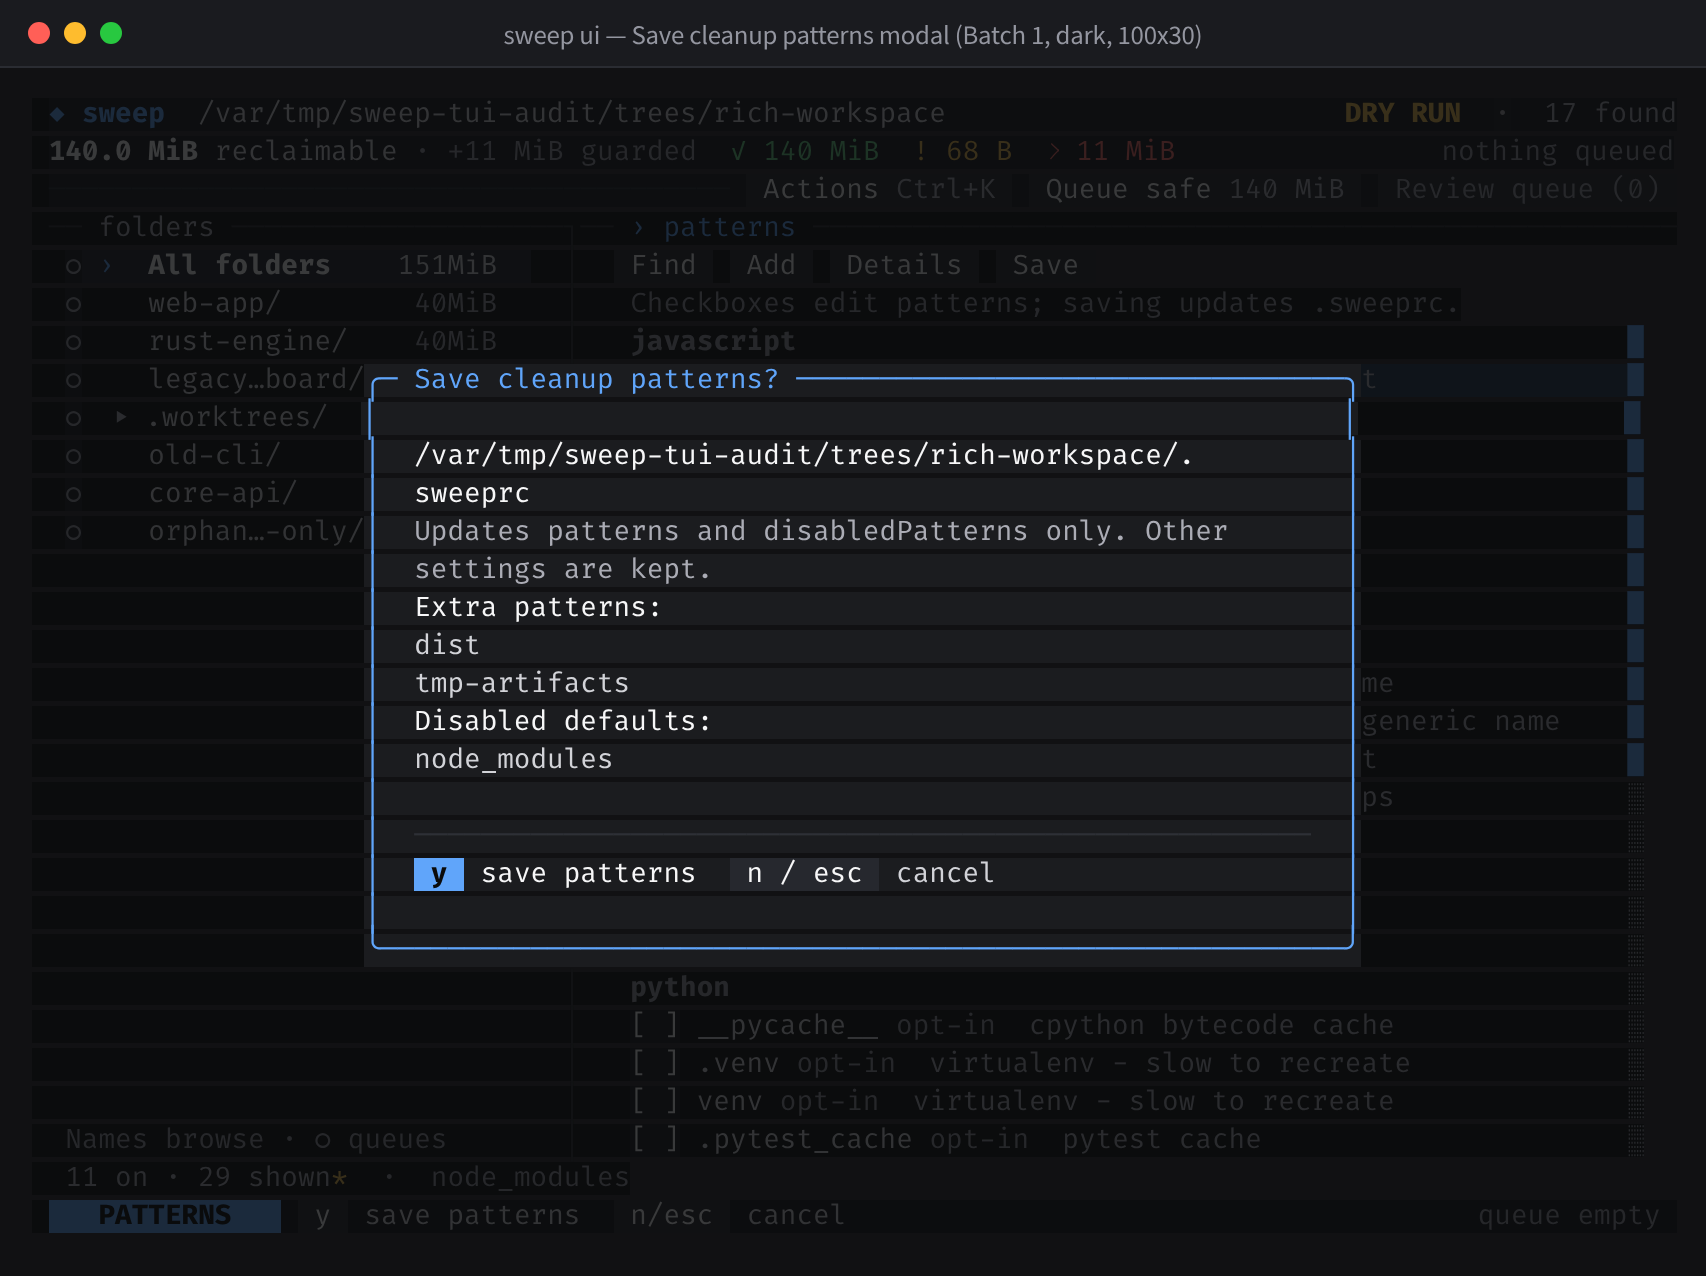 sweep ui — Save cleanup patterns modal (Batch 1, dark, 100x30)
◆ sweep /var/tmp/sweep-tui-audit/trees/rich-workspace DRY RUN · 17 found
140.0 MiB reclaimable · +11 MiB guarded √ 140 MiB ! 68 B > 11 MiB nothing queued
Actions Ctrl+K Queue safe 140 MiB Review queue (0)
folders › patterns
○ › All folders 151MiB Find Add Details Save
○ web-app/ 40MiB Checkboxes edit patterns; saving updates .sweeprc.
○ rust-engine/ 40MiB javascript
○ legacy…board/ Save cleanup patterns? t
○ ▸ .worktrees/
○ old-cli/ /var/tmp/sweep-tui-audit/trees/rich-workspace/.
○ core-api/ sweeprc
○ orphan…-only/ Updates patterns and disabledPatterns only. Other
settings are kept.
Extra patterns:
dist
tmp-artifacts me
Disabled defaults: generic name
node_modules t
ps
y save patterns n / esc cancel
python
[ ] __pycache__ opt-in cpython bytecode cache
[ ] .venv opt-in virtualenv - slow to recreate
[ ] venv opt-in virtualenv - slow to recreate
Names browse · ○ queues [ ] .pytest_cache opt-in pytest cache
11 on · 29 shown* · node_modules
PATTERNS y save patterns n/esc cancel queue empty